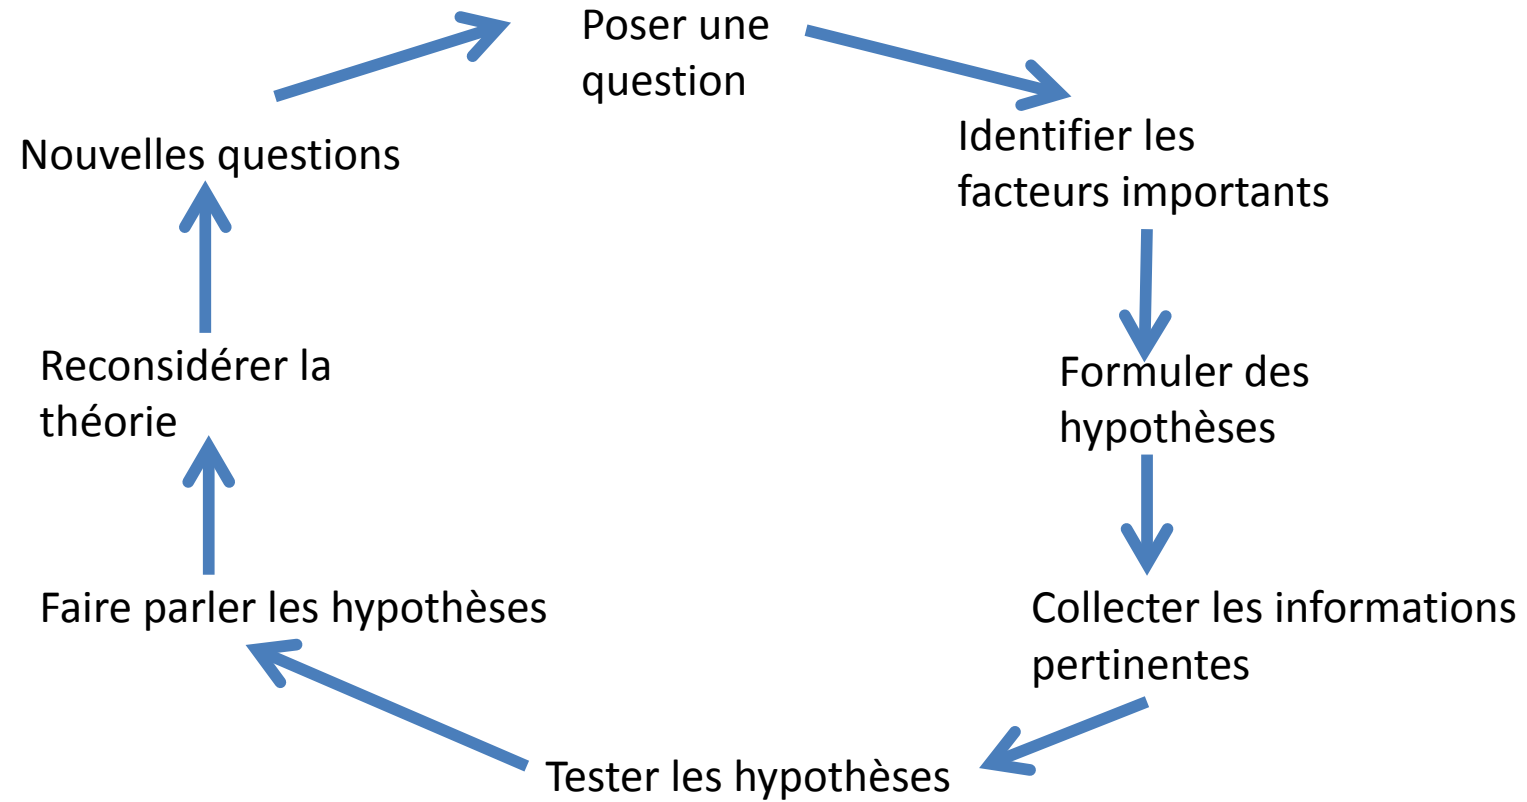 Poser une
question
Identifier les
facteurs importants
Formuler des
hypothèses
Collecter les informations
pertinentes
Tester les hypothèses
Faire parler les hypothèses
Reconsidérer la
théorie
Nouvelles questions